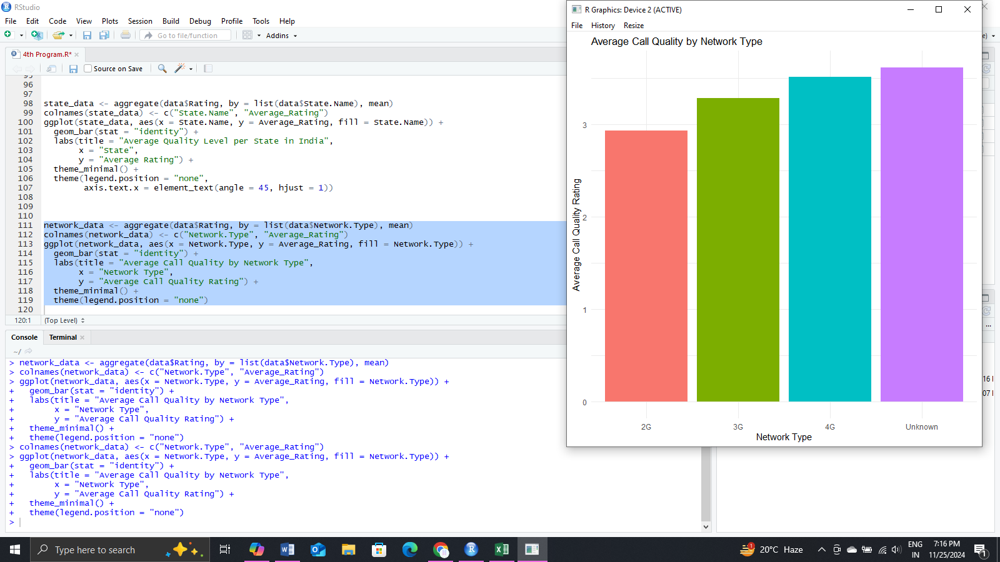 RStudio
File Edit Code View Plots Session Build Debug Profile Tools Help
Go to file/function
Addins
4th Program.R*
Source on Save
96
97
98 state_data <- aggregate(data$Rating, by = list(data$State.Name), mean)
99 colnames(state_data) <- c("State.Name", "Average_Rating")
100 ggplot(state_data, aes(x = State.Name, y = Average_Rating, fill = State.Name)) +
101 geom_bar(stat = "identity") +
102 labs(title = "Average Quality Level per State in India",
103 x = "State",
104 y = "Average Rating") +
105 theme_minimal() +
106 theme(legend.position = "none",
107 axis.text.x = element_text(angle = 45, hjust = 1))
108
109
110
111 network_data <- aggregate(data$Rating, by = list(data$Network.Type), mean)
112 colnames(network_data) <- c("Network.Type", "Average_Rating")
113 ggplot(network_data, aes(x = Network.Type, y = Average_Rating, fill = Network.Type)) +
114 geom_bar(stat = "identity") +
115 labs(title = "Average Call Quality by Network Type",
116 x = "Network Type",
117 y = "Average Call Quality Rating") +
118 theme_minimal() +
119 theme(legend.position = "none")
120
120:1 (Top Level)
Console Terminal
~/
> network_data <- aggregate(data$Rating, by = list(data$Network.Type), mean)
> colnames(network_data) <- c("Network.Type", "Average_Rating")
> ggplot(network_data, aes(x = Network.Type, y = Average_Rating, fill = Network.Type)) +
+ geom_bar(stat = "identity") +
+ labs(title = "Average Call Quality by Network Type",
+ x = "Network Type",
+ y = "Average Call Quality Rating") +
+ theme_minimal() +
+ theme(legend.position = "none")
> colnames(network_data) <- c("Network.Type", "Average_Rating")
> ggplot(network_data, aes(x = Network.Type, y = Average_Rating, fill = Network.Type)) +
+ geom_bar(stat = "identity") +
+ labs(title = "Average Call Quality by Network Type",
+ x = "Network Type",
+ y = "Average Call Quality Rating") +
+ theme_minimal() +
+ theme(legend.position = "none")
>
R Graphics: Device 2 (ACTIVE)
File History Resize
Average Call Quality by Network Type
Average Call Quality Rating
3
2
1
0
2G 3G 4G Unknown
Network Type
Type here to search
20°C Haze
ENG
IN
7:16 PM
11/25/2024
1